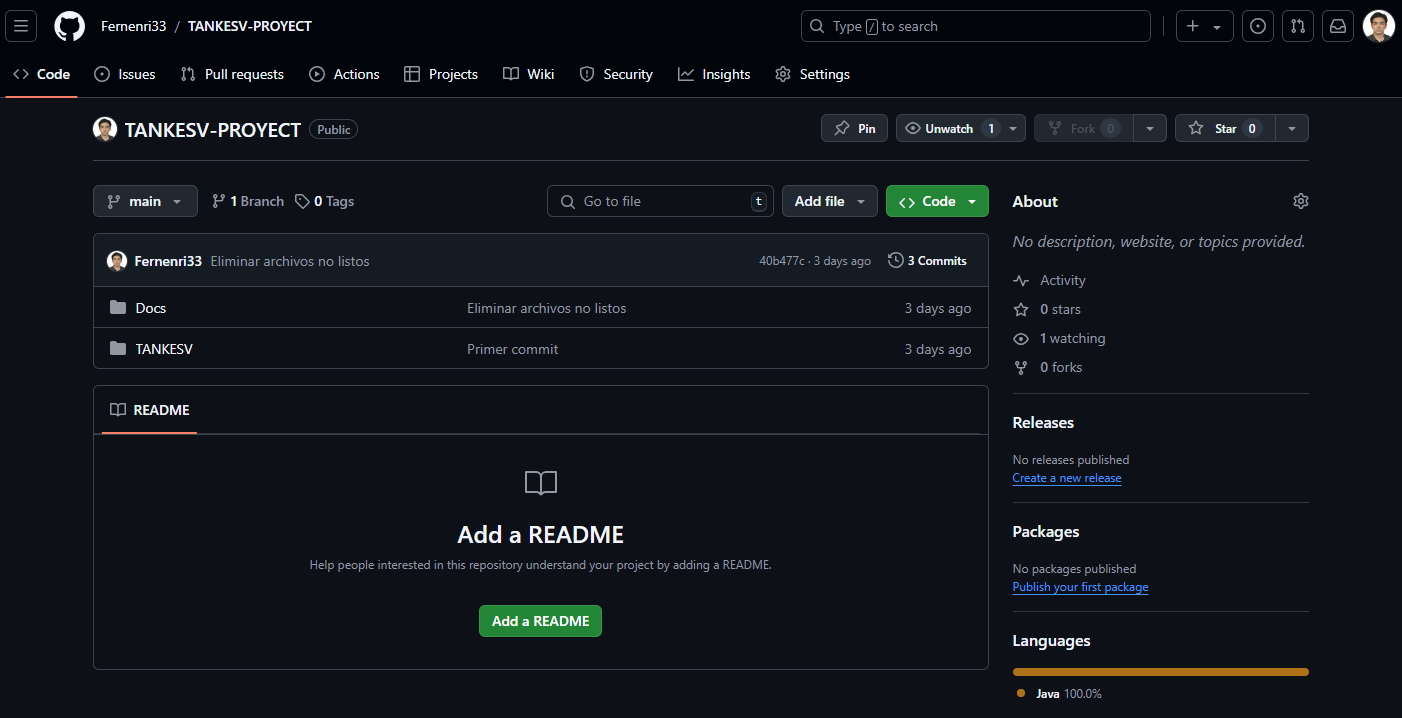 Fernenri33 / TANKESV-PROYECT
Type / to search
Code Issues Pull requests Actions Projects Wiki Security Insights Settings
TANKESV-PROYECT Public
Pin Unwatch 1 Fork 0 Star 0
main 1 Branch 0 Tags Go to file t Add file Code
Fernenri33 Eliminar archivos no listos 40b477c · 3 days ago 3 Commits
Docs Eliminar archivos no listos 3 days ago
TANKESV Primer commit 3 days ago
README
Add a README
Help people interested in this repository understand your project by adding a README.
Add a README
About
No description, website, or topics provided.
Activity
0 stars
1 watching
0 forks
Releases
No releases published
Create a new release
Packages
No packages published
Publish your first package
Languages
Java 100.0%